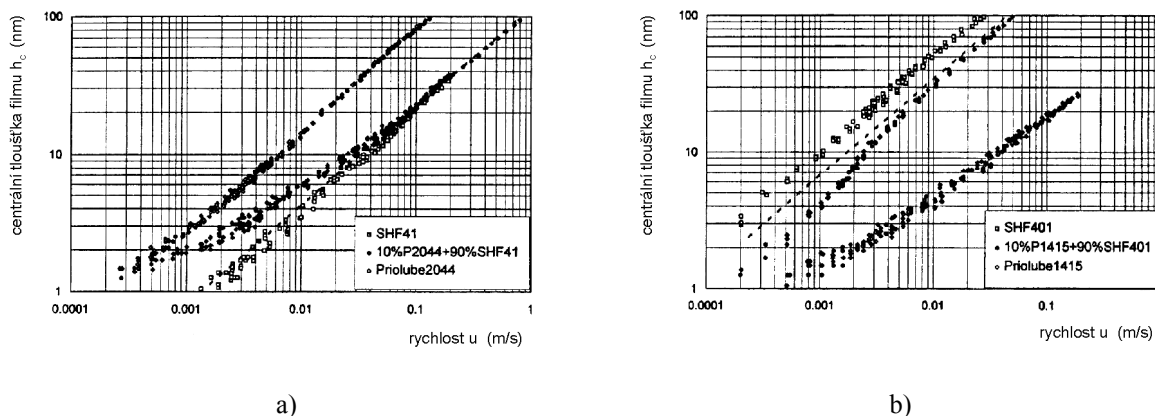 centrální tloušťka filmu h_c (nm)
100
10
1
0.0001
0.001
0.01
0.1
1
rychlost u (m/s)
SHF41
10%P2044+90%SHF41
Priolube2044
a)
centrální tloušťka filmu h_c (nm)
100
10
1
0.0001
0.001
0.01
0.1
rychlost u (m/s)
SHF401
10%P1415+90%SHF401
Priolube1415
b)